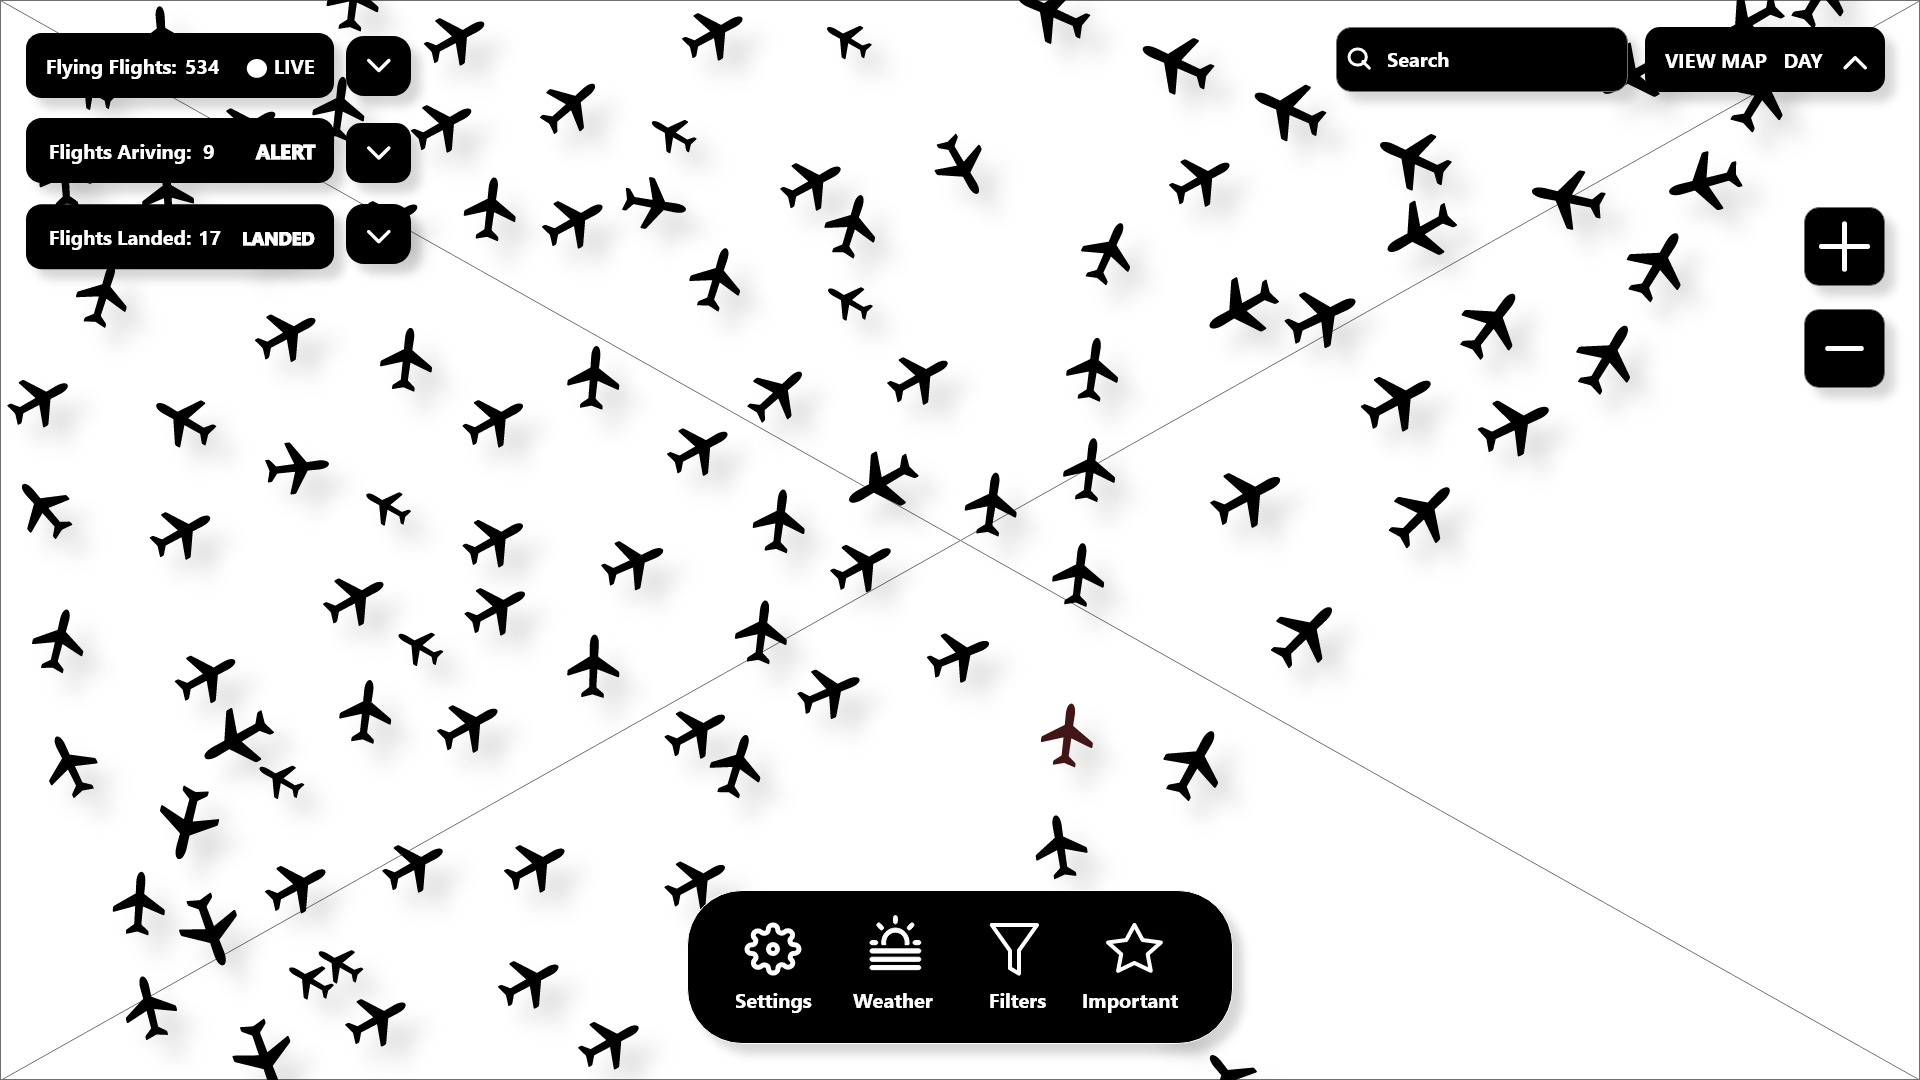 Flying Flights: 534 LIVE
Search
VIEW MAP DAY
Flights Ariving: 9 ALERT
Flights Landed: 17 LANDED
Settings Weather Filters Important